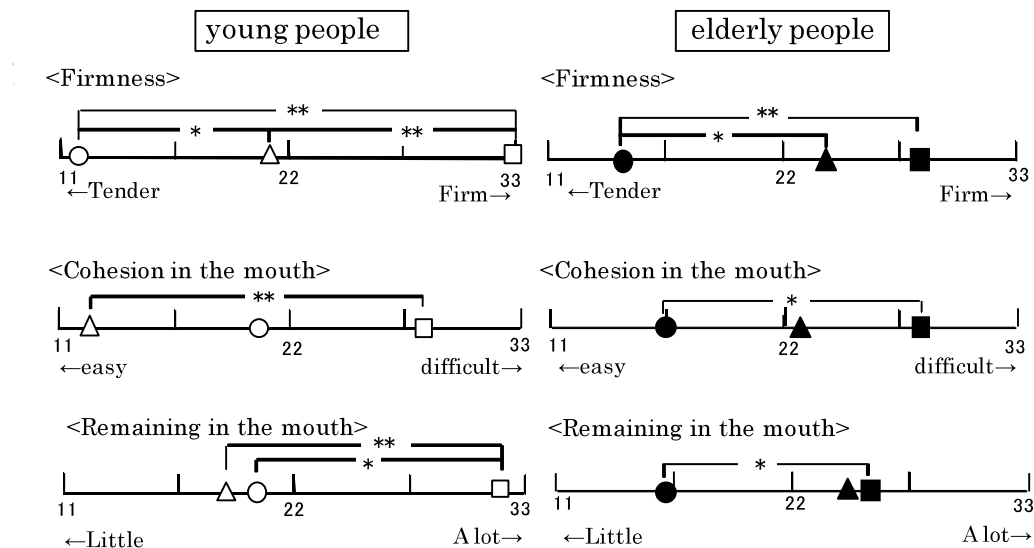 young people
elderly people
<Firmness>
**
* **
11 22 33
←Tender Firm→
<Firmness>
**
*
11 22 33
←Tender Firm→
<Cohesion in the mouth>
**
11 22 33
←easy difficult→
<Cohesion in the mouth>
*
11 22 33
←easy difficult→
<Remaining in the mouth>
**
*
11 22 33
←Little A lot→
<Remaining in the mouth>
*
11 22 33
←Little A lot→